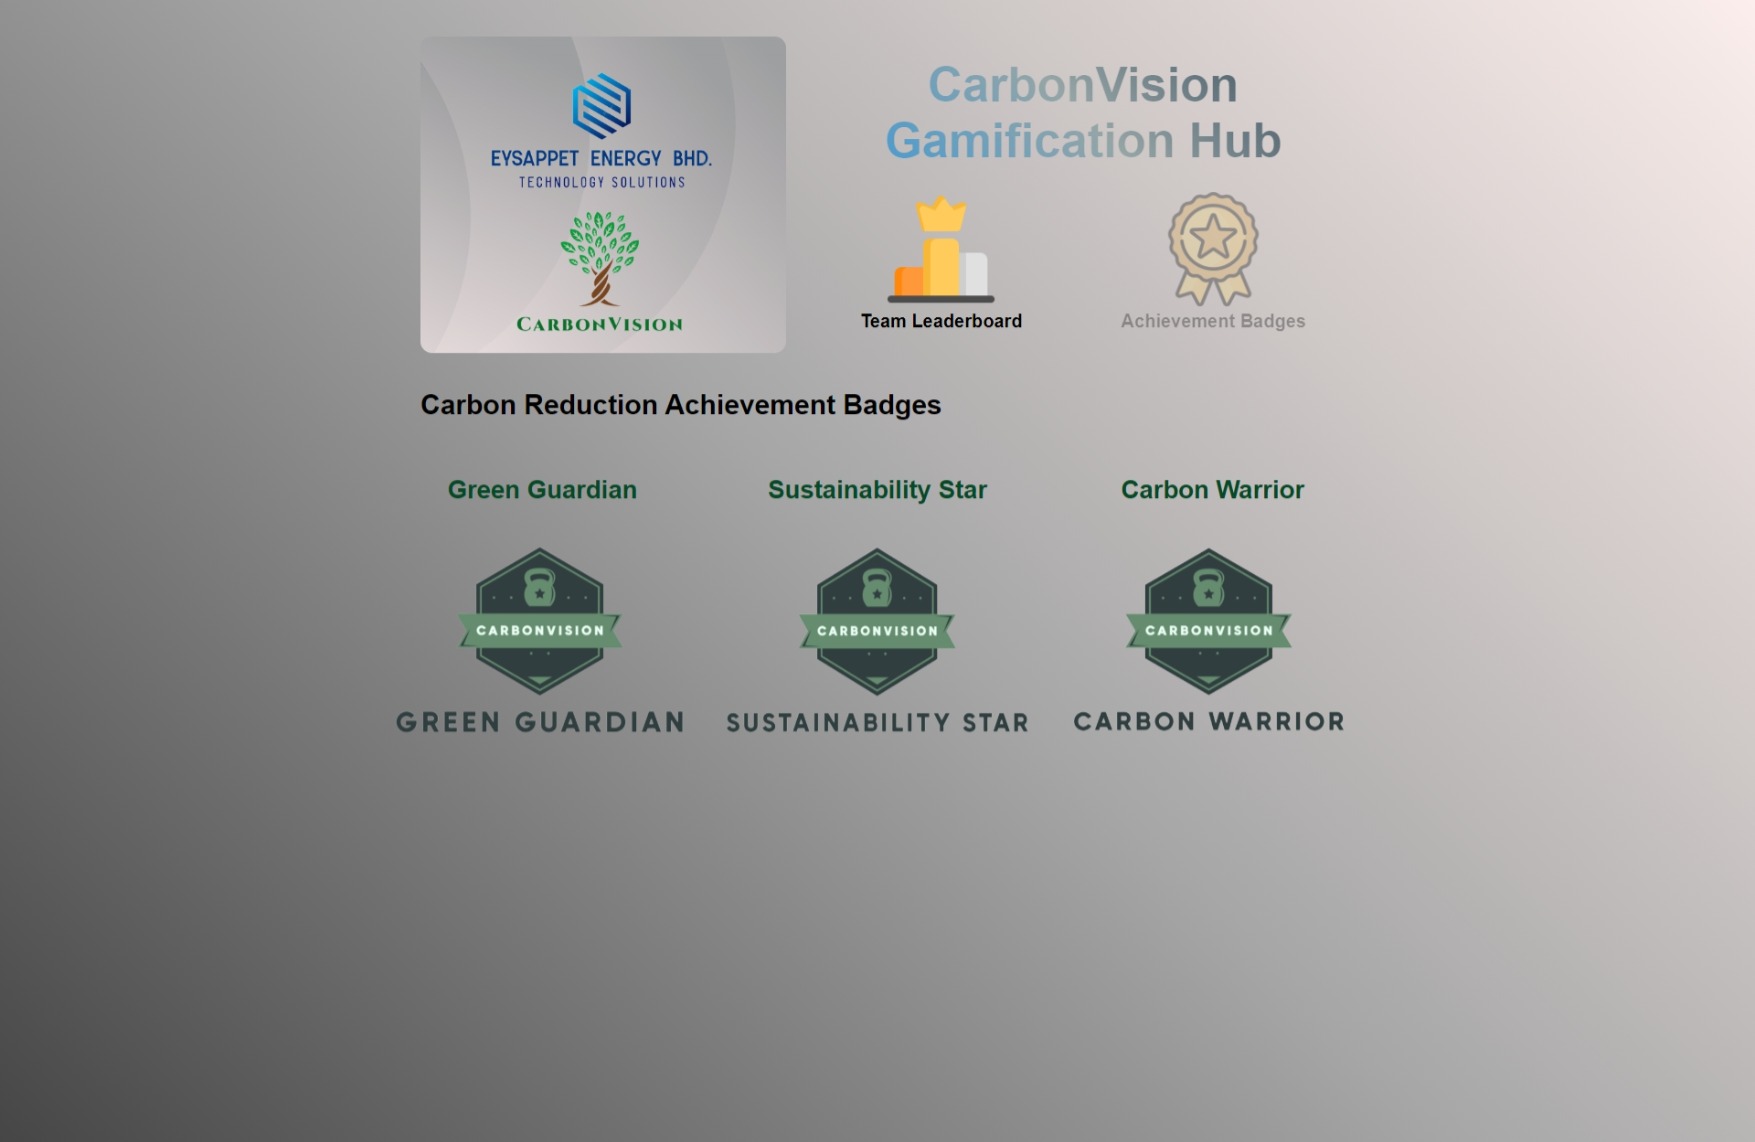 EYSAPPET ENERGY BHD.
TECHNOLOGY SOLUTIONS
CARBONVISION
CarbonVision
Gamification Hub
Team Leaderboard
Achievement Badges
Carbon Reduction Achievement Badges
Green Guardian
Sustainability Star
Carbon Warrior
CARBONVISION
CARBONVISION
CARBONVISION
GREEN GUARDIAN
SUSTAINABILITY STAR
CARBON WARRIOR